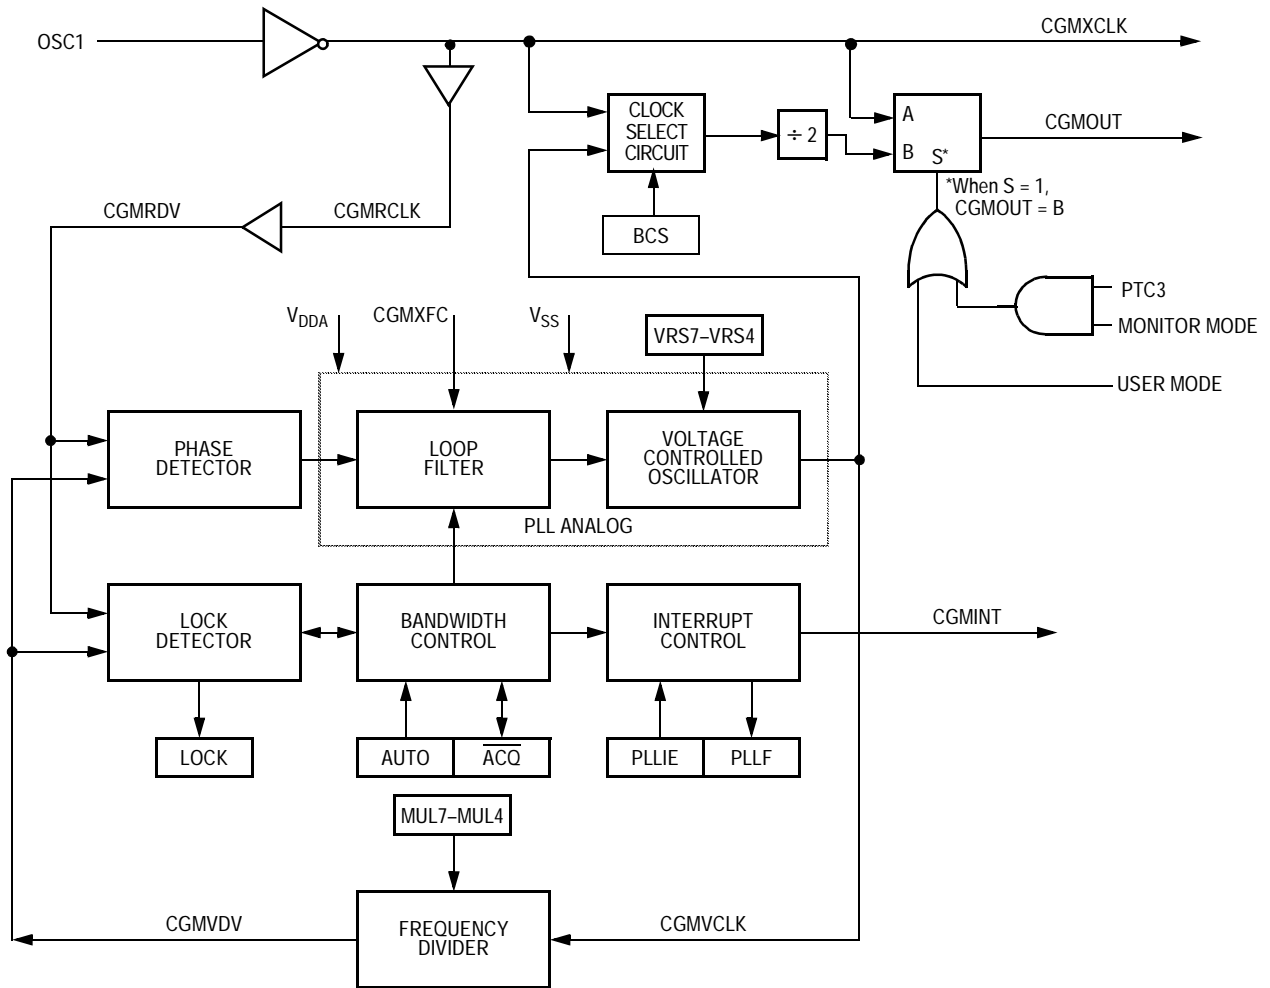 OSC1
CGMXCLK
CLOCK
SELECT
CIRCUIT
÷ 2
A
B
S*
CGMOUT
*When S = 1,
CGMOUT = B
BCS
CGMRDV
CGMRCLK
PTC3
MONITOR MODE
USER MODE
VDDA
CGMXFC
VSS
VRS7–VRS4
PHASE
DETECTOR
LOOP
FILTER
VOLTAGE
CONTROLLED
OSCILLATOR
PLL ANALOG
LOCK
DETECTOR
BANDWIDTH
CONTROL
INTERRUPT
CONTROL
CGMINT
LOCK
AUTO
ACQ
PLLIE
PLLF
MUL7–MUL4
CGMVDV
FREQUENCY
DIVIDER
CGMVCLK